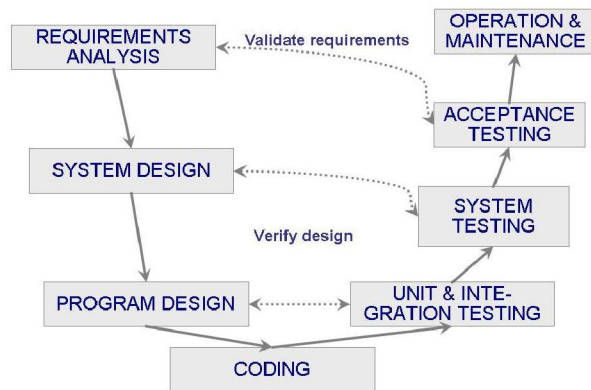 OPERATION &
MAINTENANCE
REQUIREMENTS
ANALYSIS
Validate requirements
ACCEPTANCE
TESTING
SYSTEM DESIGN
SYSTEM
TESTING
Verify design
PROGRAM DESIGN
UNIT & INTE-
GRATION TESTING
CODING